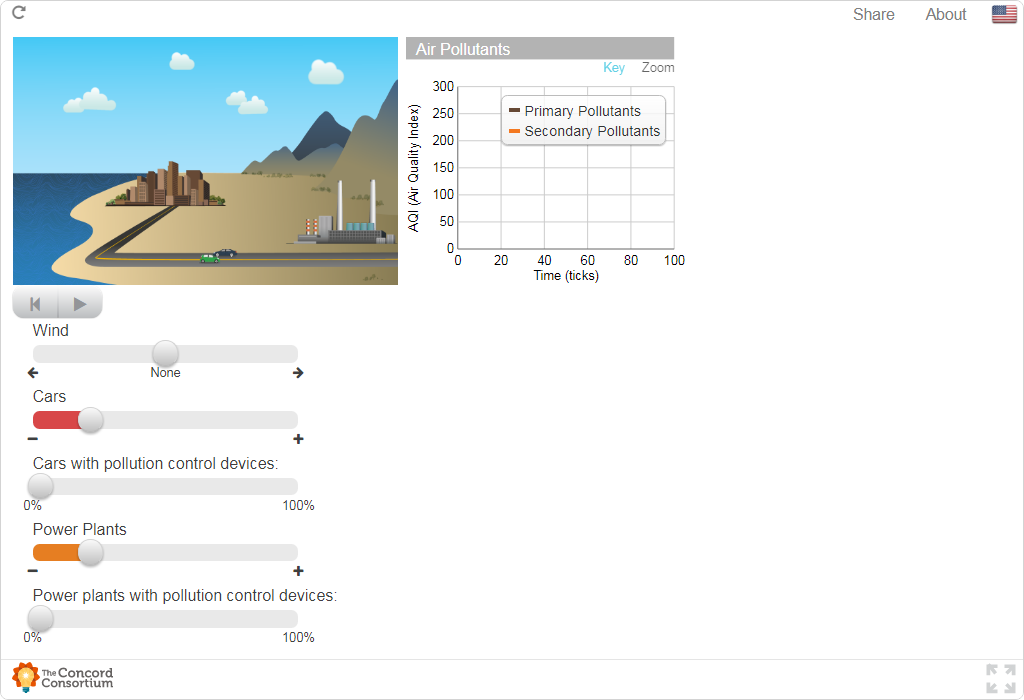 Share
About
Air Pollutants
Key
Zoom
AQI (Air Quality Index)
300
250
200
150
100
50
0
Primary Pollutants
Secondary Pollutants
0 20 40 60 80 100
Time (ticks)
Wind
None
Cars
Cars with pollution control devices:
0% 100%
Power Plants
Power plants with pollution control devices:
0% 100%
The Concord
Consortium